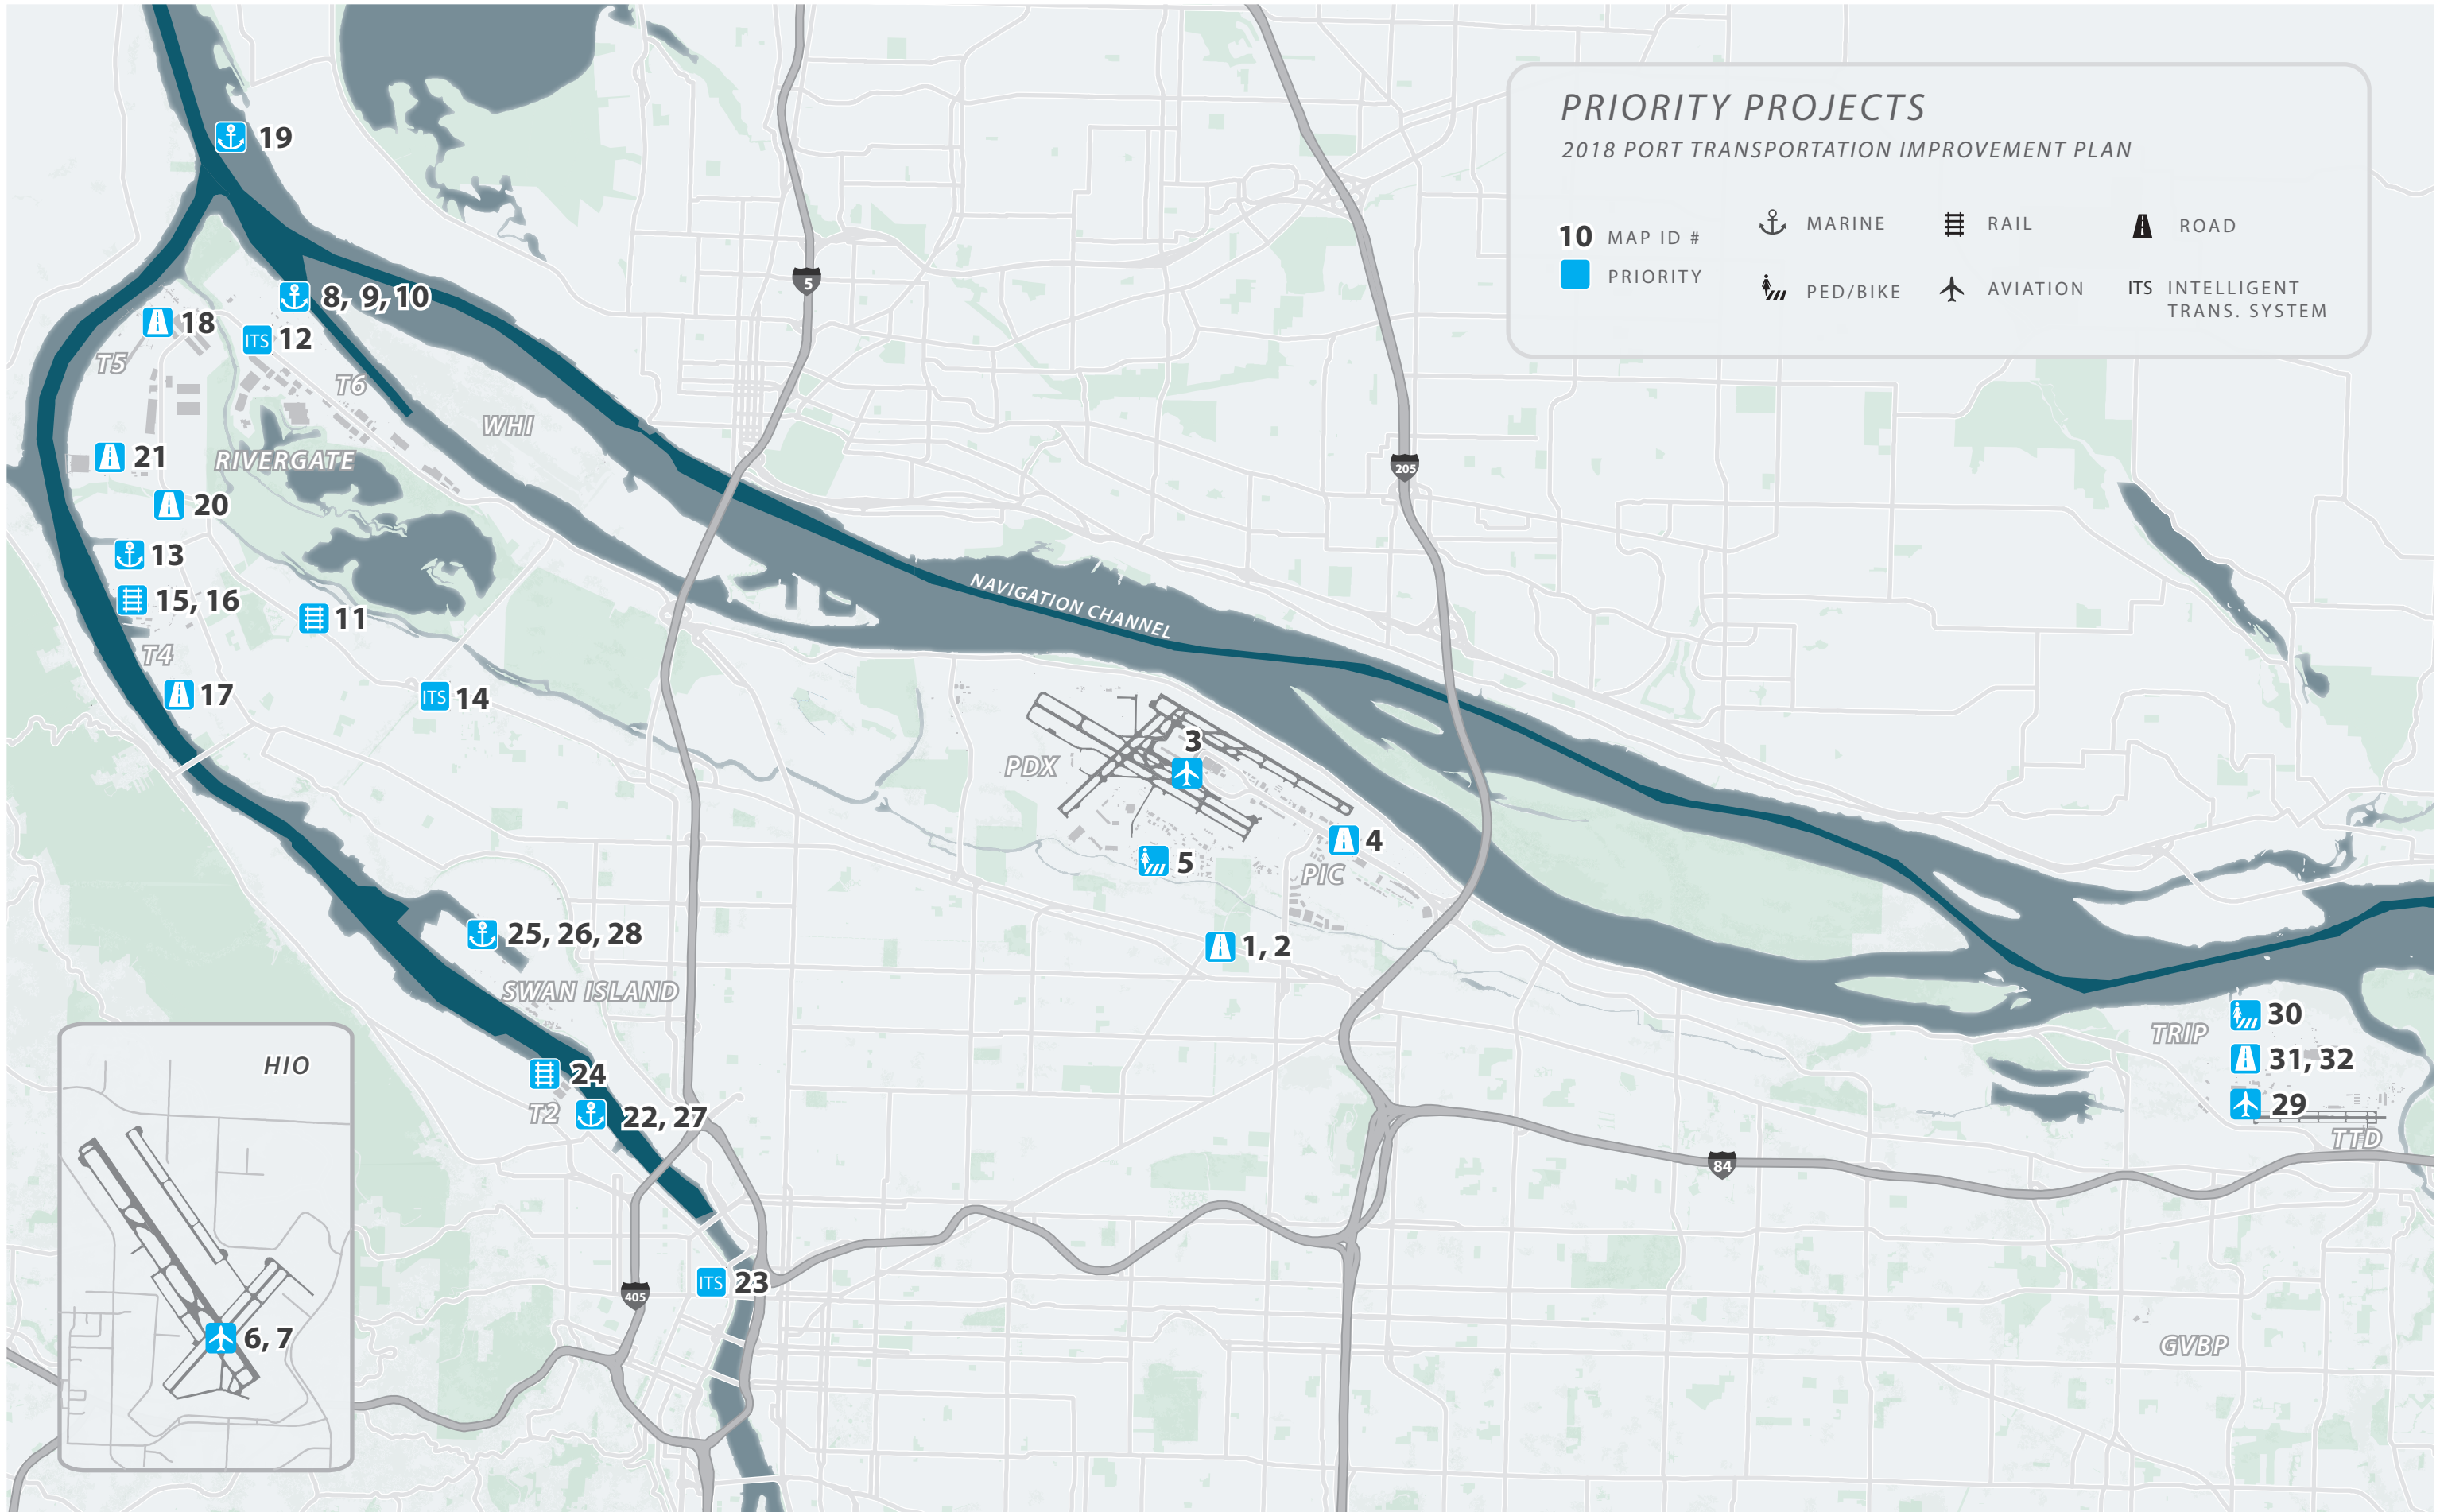 PRIORITY PROJECTS
2018 PORT TRANSPORTATION IMPROVEMENT PLAN
10 MAP ID #
PRIORITY
MARINE
RAIL
ROAD
PED/BIKE
AVIATION
ITS INTELLIGENT
TRANS. SYSTEM
19
5
8, 9, 10
18
ITS 12
T5
T6
WHI
21
RIVERGATE
205
20
13
15, 16
11
NAVIGATION CHANNEL
T4
17
ITS 14
3
PDX
4
5
PIC
25, 26, 28
1, 2
SWAN ISLAND
30
TRIP
31, 32
HIO
24
29
T2
22, 27
TTD
84
ITS 23
405
6, 7
GVBP